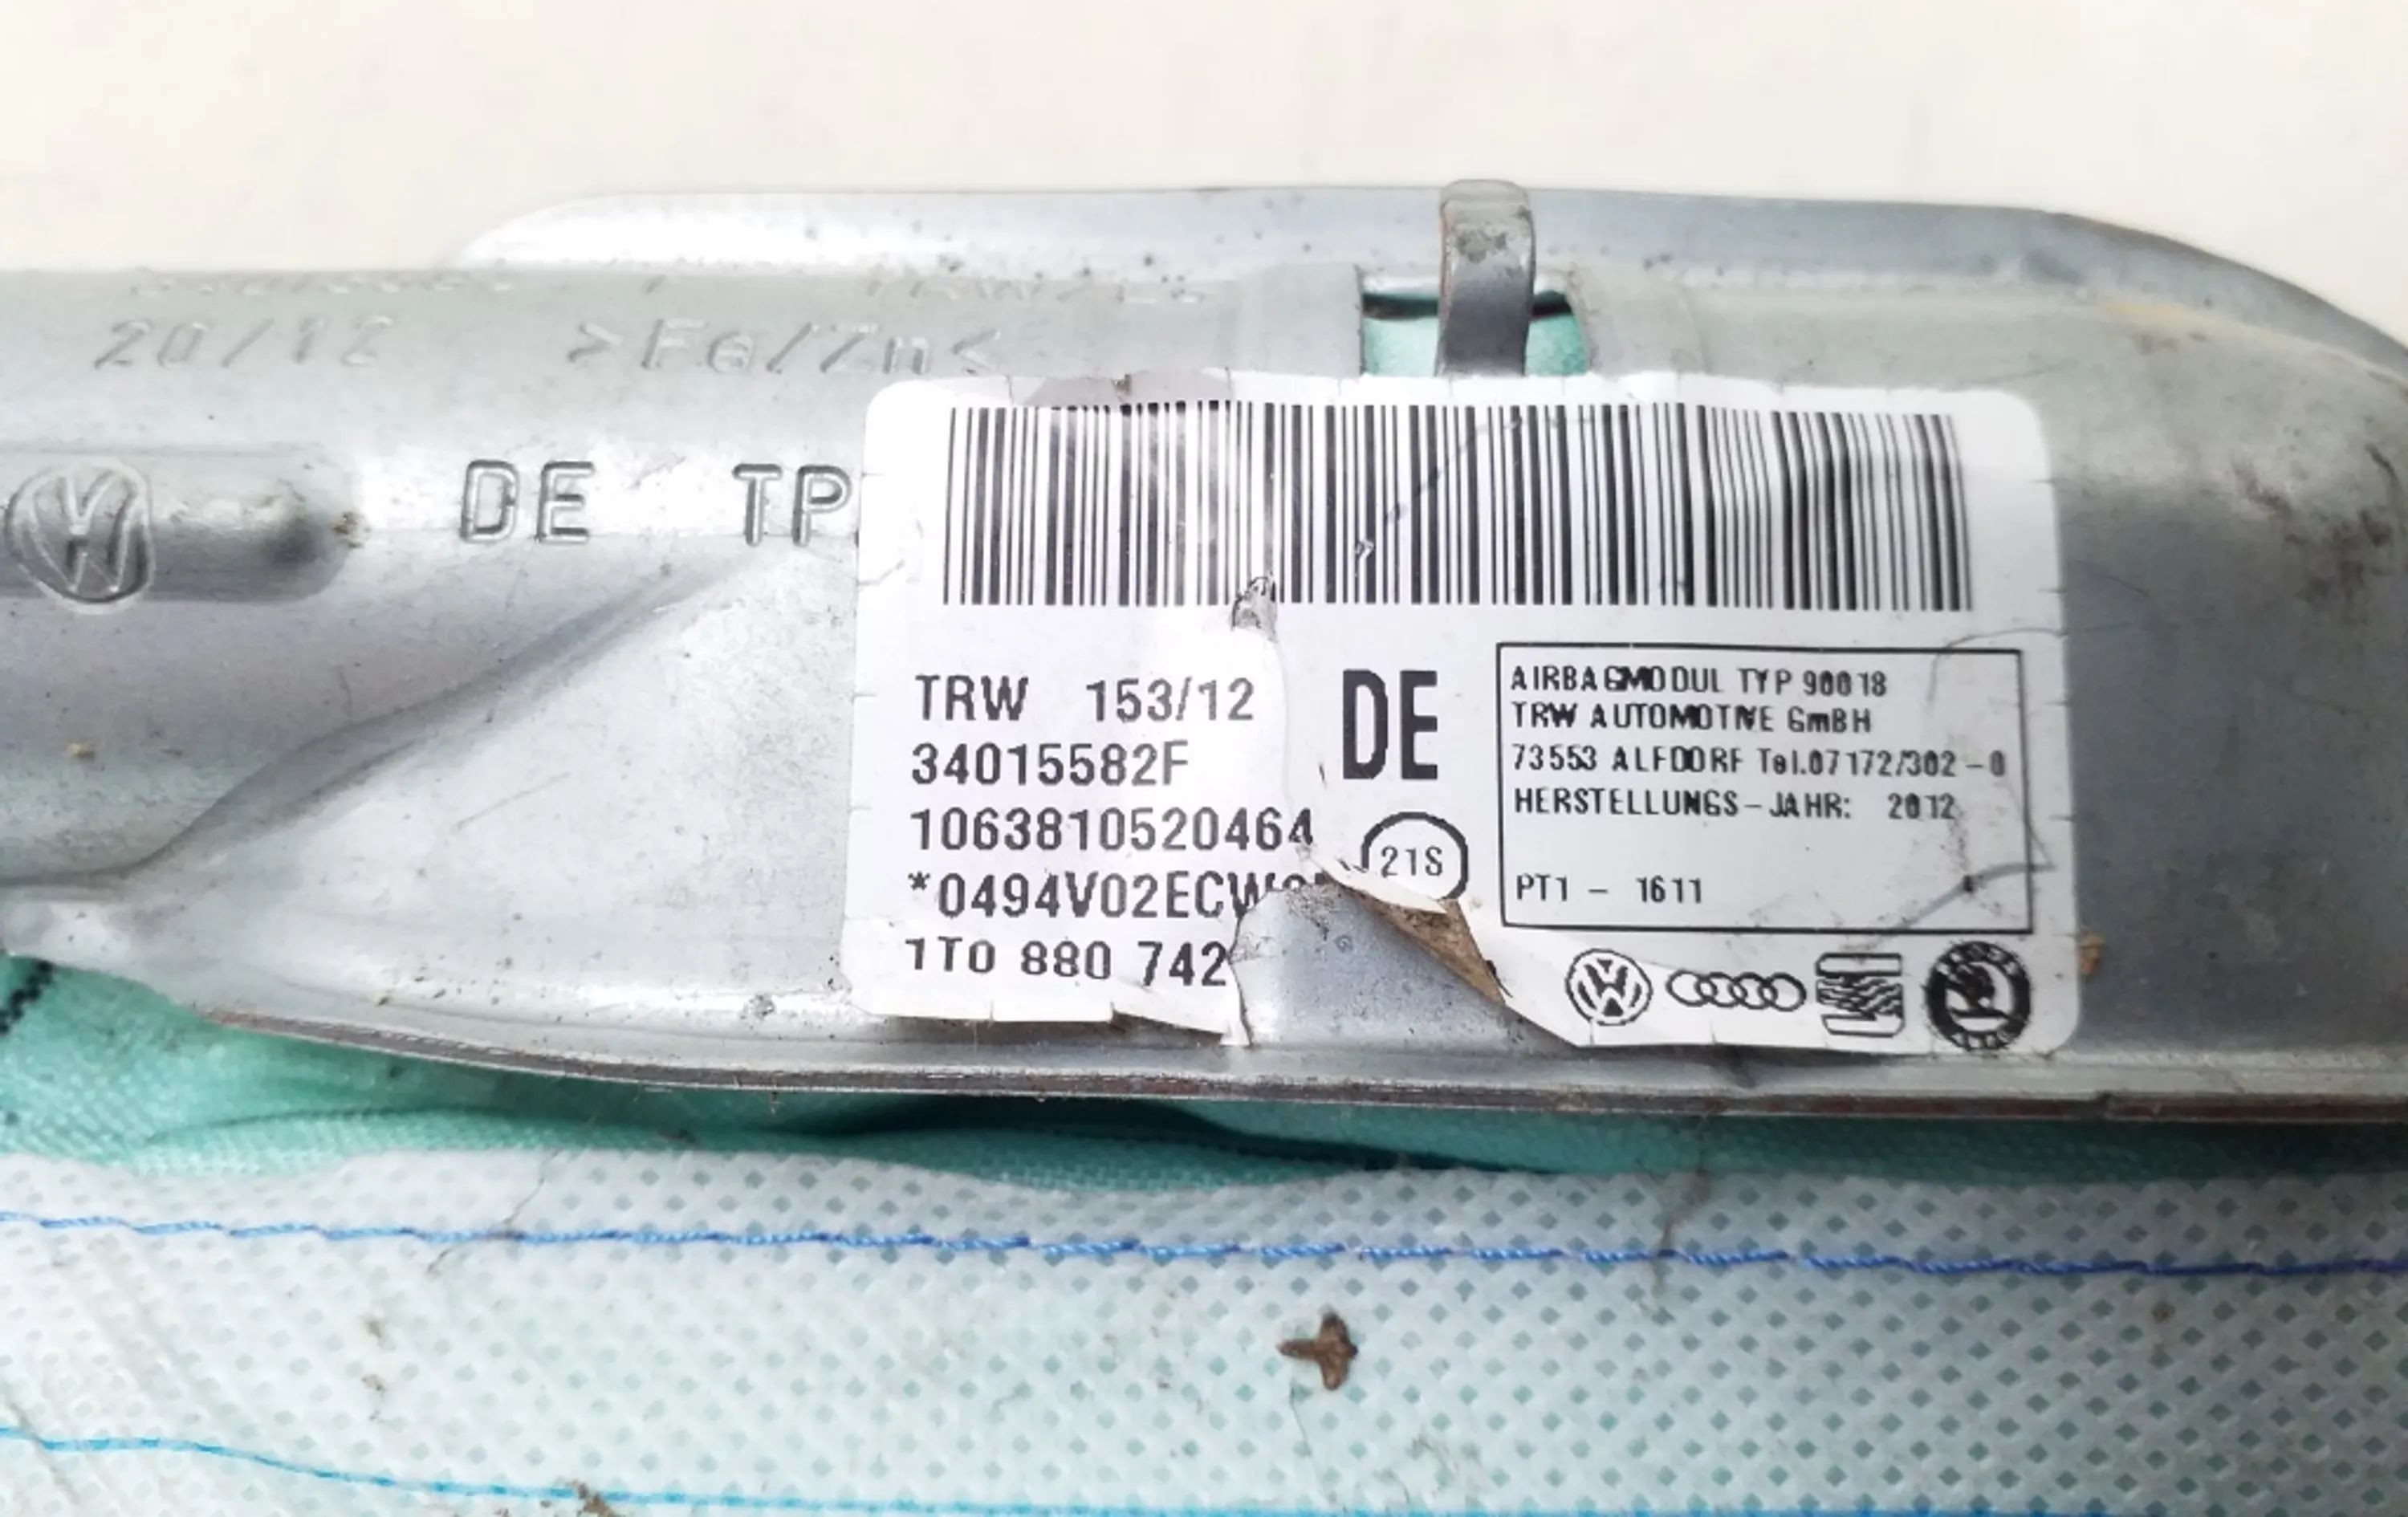 20/12 >Fe/Zn<
DE TP
TRW 153/12
34015582F
1063810520464
*0494V02ECW
1T0 880 742
DE
21S
AIRBAGMODUL TYP 90018
TRW AUTOMOTIVE GmBH
73553 ALFDORF Tel.07172/302-0
HERSTELLUNGS-JAHR: 2012
PT1 - 1611